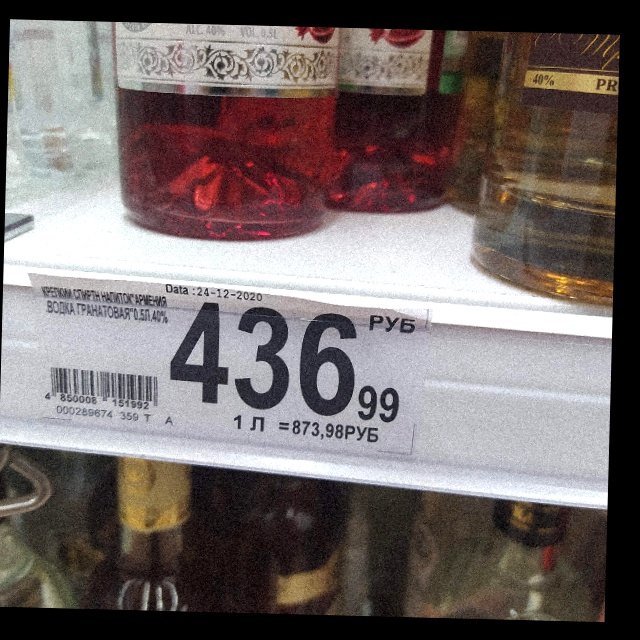 ALC. 40% VOL. 0,5L
40% PR
Data :24-12-2020
КРЕПКИЙ СПИРТН НАПИТОК"АРМЕНИЯ
ВОДКА ГРАНАТОВАЯ"0.5Л.40%
436 99 РУБ
4 850008 151992
000289674 359 Т А
1 Л =873,98РУБ